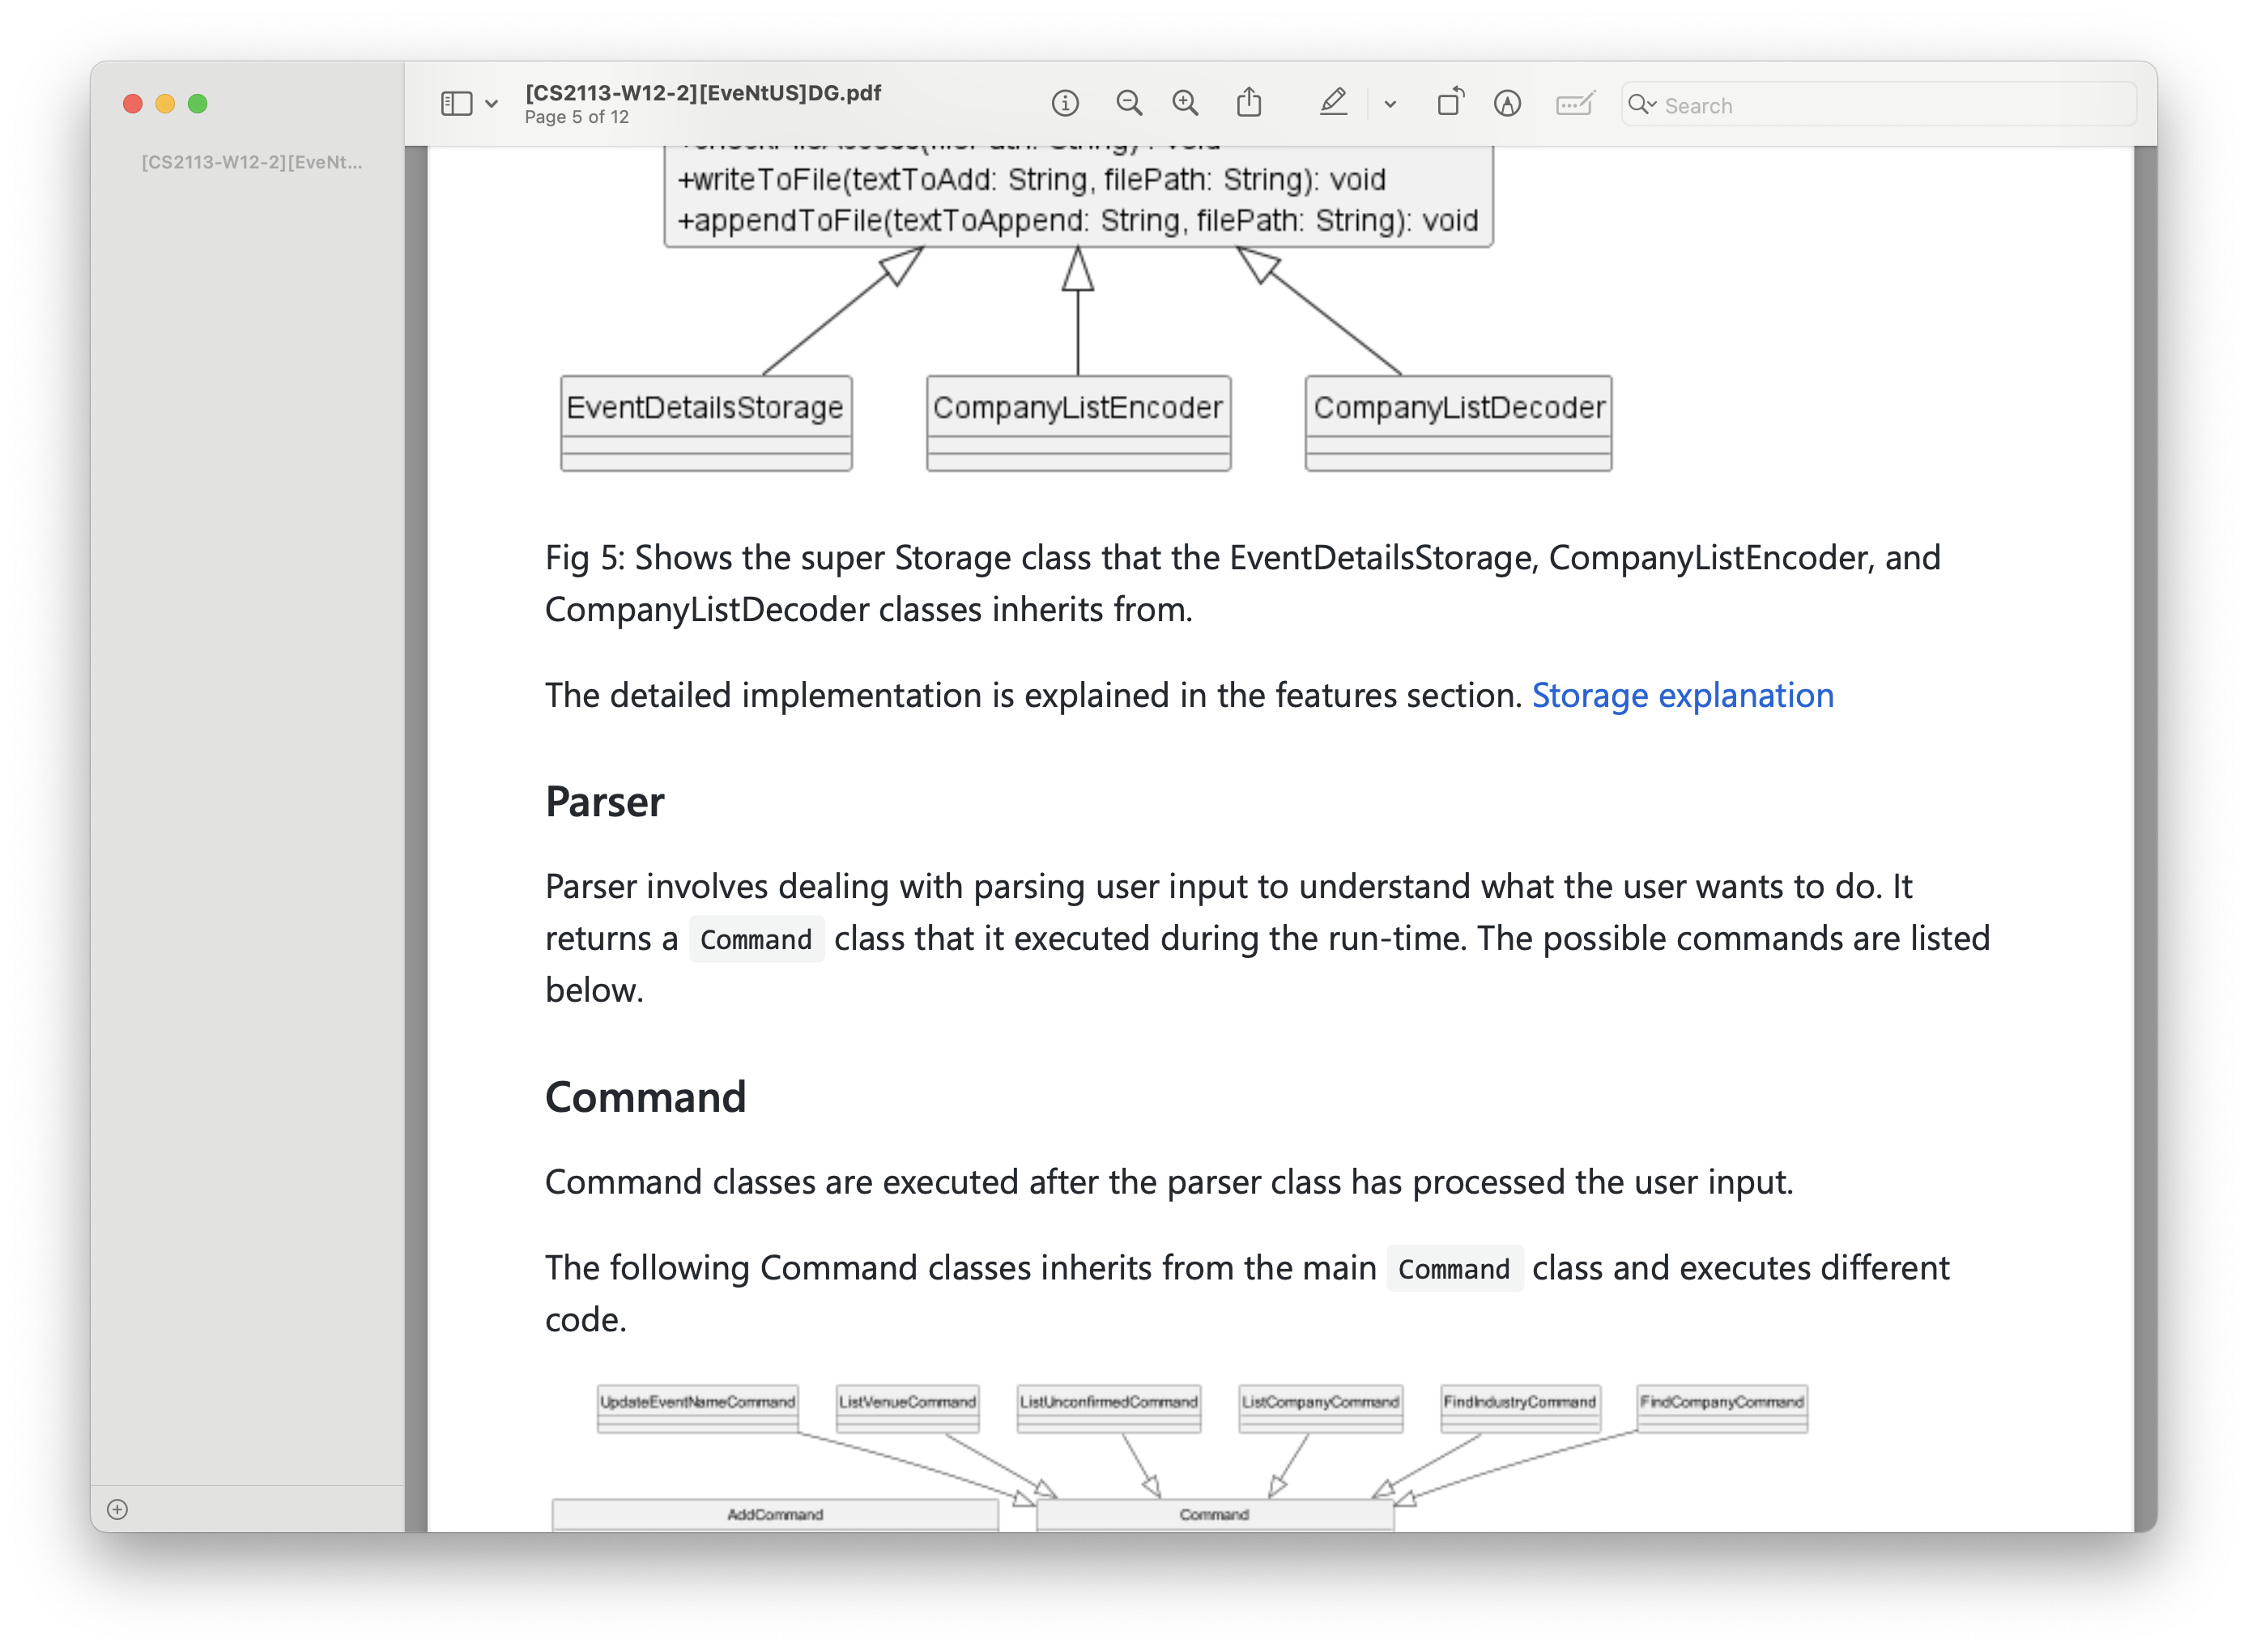 [CS2113-W12-2][EveNtUS]DG.pdf
Page 5 of 12
Search
[CS2113-W12-2][EveNt...
+writeToFile(textToAdd: String, filePath: String): void
+appendToFile(textToAppend: String, filePath: String): void
EventDetailsStorage
CompanyListEncoder
CompanyListDecoder
Fig 5: Shows the super Storage class that the EventDetailsStorage, CompanyListEncoder, and
CompanyListDecoder classes inherits from.
The detailed implementation is explained in the features section. Storage explanation
Parser
Parser involves dealing with parsing user input to understand what the user wants to do. It
returns a Command class that it executed during the run-time. The possible commands are listed
below.
Command
Command classes are executed after the parser class has processed the user input.
The following Command classes inherits from the main Command class and executes different
code.
UpdateEventNameCommand
ListVenueCommand
ListUnconfirmedCommand
ListCompanyCommand
FindIndustryCommand
FindCompanyCommand
AddCommand
Command